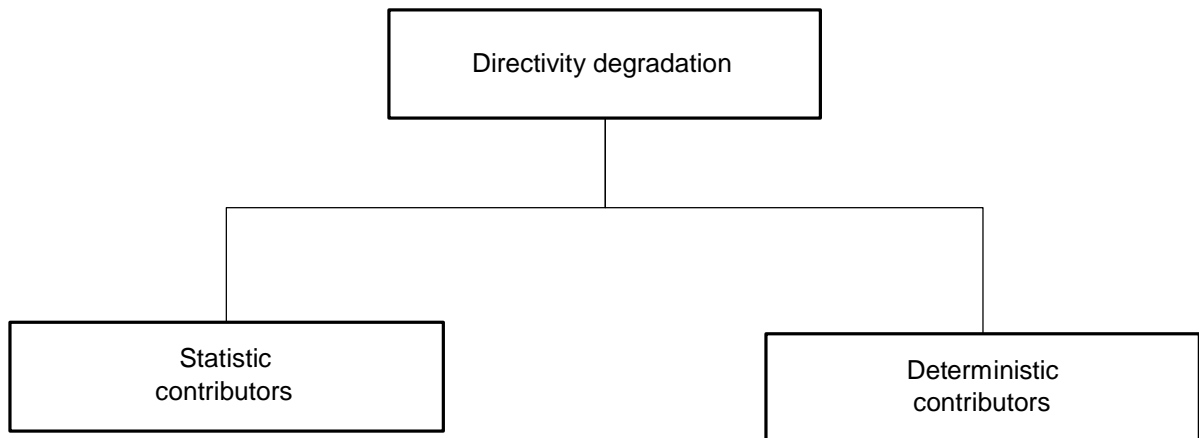 Directivity degradation
Statistic
contributors
Deterministic
contributors